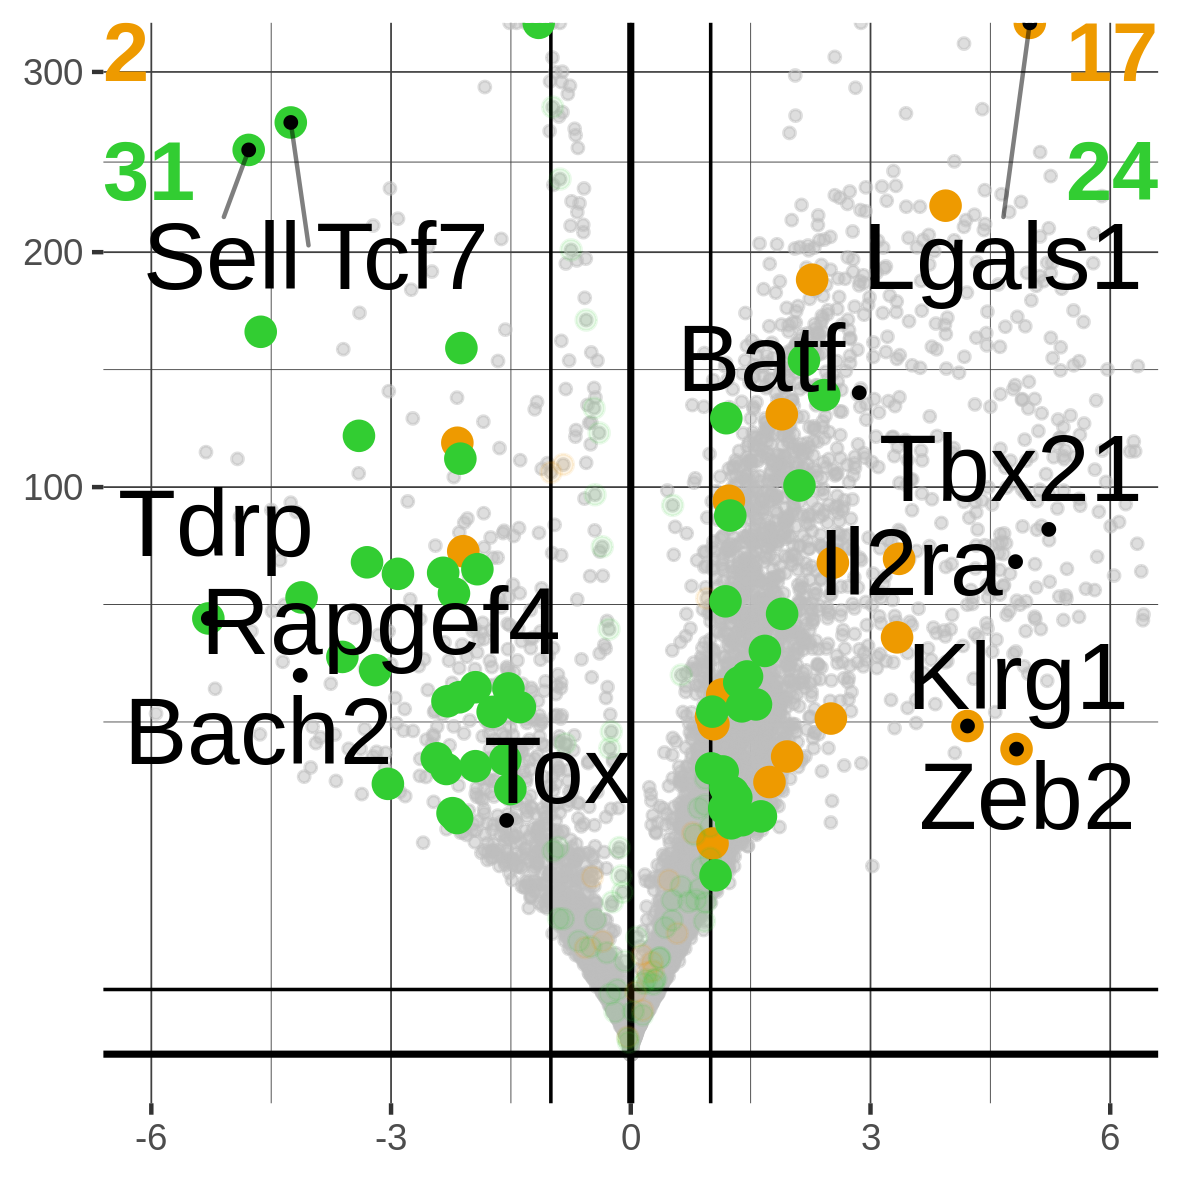 2 17
300
31 24
Sell Tcf7 Lgals1
200
Batf
Tbx21
100
Tdrp
Il2ra
Rapgef4
Klrg1
Bach2
Tox
Zeb2
-6 -3 0 3 6